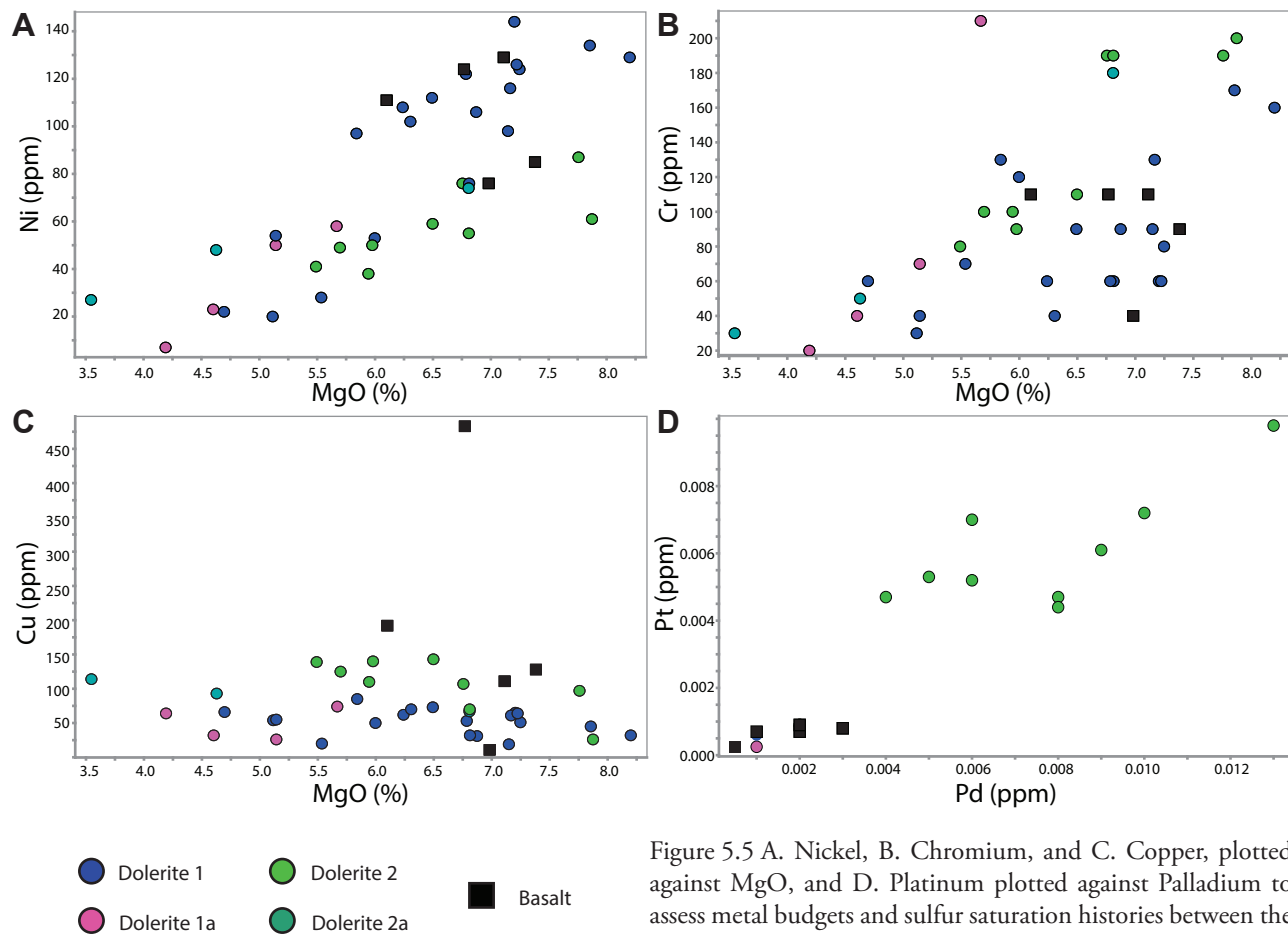 A
Ni (ppm)
140
120
100
80
60
40
20
3.5 4.0 4.5 5.0 5.5 6.0 6.5 7.0 7.5 8.0
MgO (%)
B
Cr (ppm)
200
180
160
140
120
100
80
60
40
20
3.5 4.0 4.5 5.0 5.5 6.0 6.5 7.0 7.5 8.0
MgO (%)
C
Cu (ppm)
450
400
350
300
250
200
150
100
50
3.5 4.0 4.5 5.0 5.5 6.0 6.5 7.0 7.5 8.0
MgO (%)
D
Pt (ppm)
0.008
0.006
0.004
0.002
0.000
0.002 0.004 0.006 0.008 0.010 0.012
Pd (ppm)
Dolerite 1
Dolerite 2
Basalt
Dolerite 1a
Dolerite 2a
Figure 5.5 A. Nickel, B. Chromium, and C. Copper, plotted
against MgO, and D. Platinum plotted against Palladium to
assess metal budgets and sulfur saturation histories between the